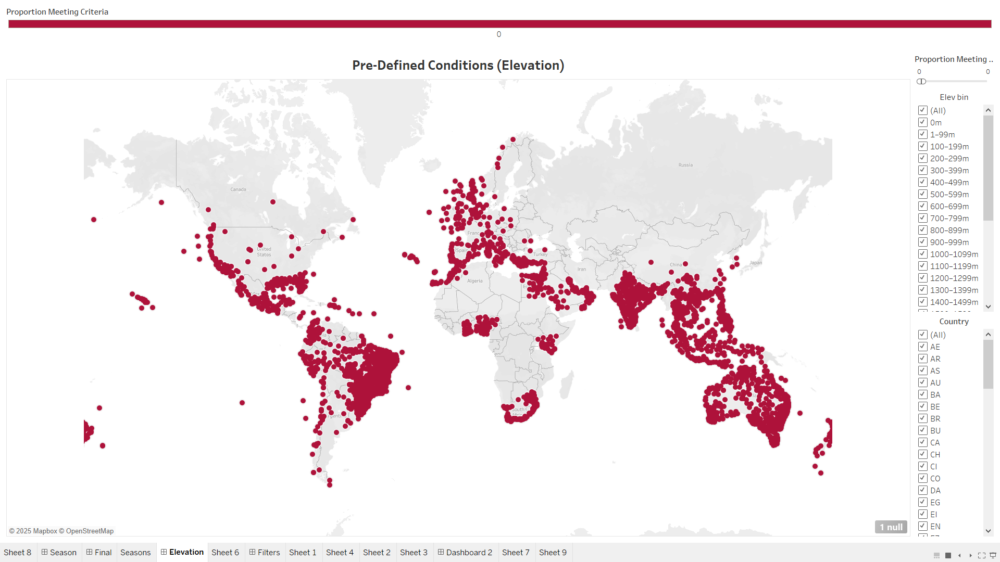 Proportion Meeting Criteria
0
Pre-Defined Conditions (Elevation)
Proportion Meeting ..
0 0
Elev bin
(All)
0m
1–99m
100–199m
200–299m
300–399m
400–499m
500–599m
600–699m
700–799m
800–899m
900–999m
1000–1099m
1100–1199m
1200–1299m
1300–1399m
1400–1499m
Country
(All)
AE
AR
AS
AU
BA
BE
BR
BU
CA
CH
CI
CO
DA
EG
EI
EN
Russia
Canada
United
States
Turkey
Iran
China
Japan
Algeria
Spain
South
© 2025 Mapbox © OpenStreetMap
1 null
Sheet 8 Season Final Seasons Elevation Sheet 6 Filters Sheet 1 Sheet 4 Sheet 2 Sheet 3 Dashboard 2 Sheet 7 Sheet 9